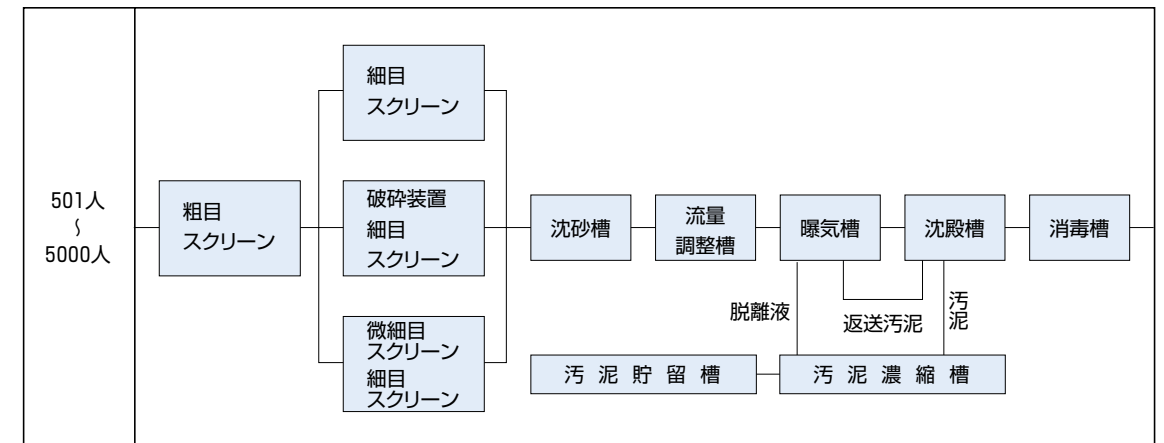 501人
〜
5000人
粗目
スクリーン
細目
スクリーン
破砕装置
細目
スクリーン
微細目
スクリーン
細目
スクリーン
沈砂槽
流量
調整槽
曝気槽
沈殿槽
消毒槽
脱離液
返送汚泥
汚泥
汚泥貯留槽
汚泥濃縮槽